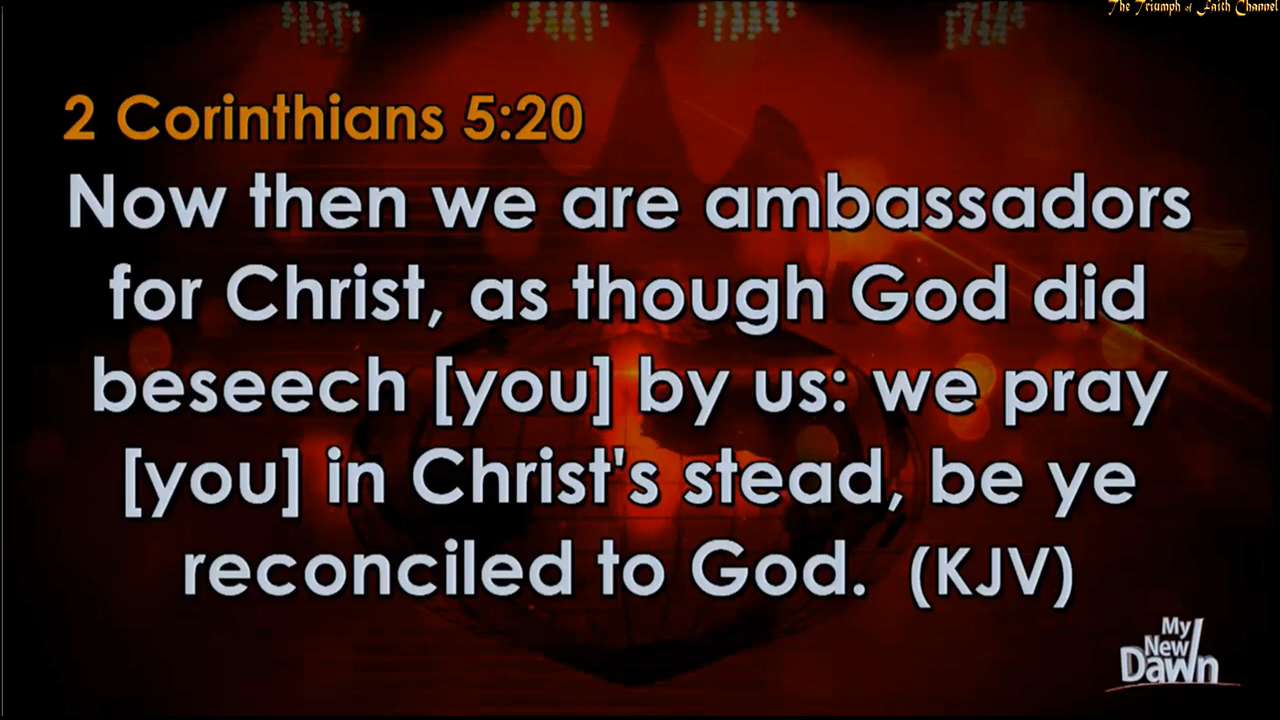 The Triumph of Faith Channel
2 Corinthians 5:20
Now then we are ambassadors
for Christ, as though God did
beseech [you] by us: we pray
[you] in Christ's stead, be ye
reconciled to God. (KJV)
My
New
Dawn